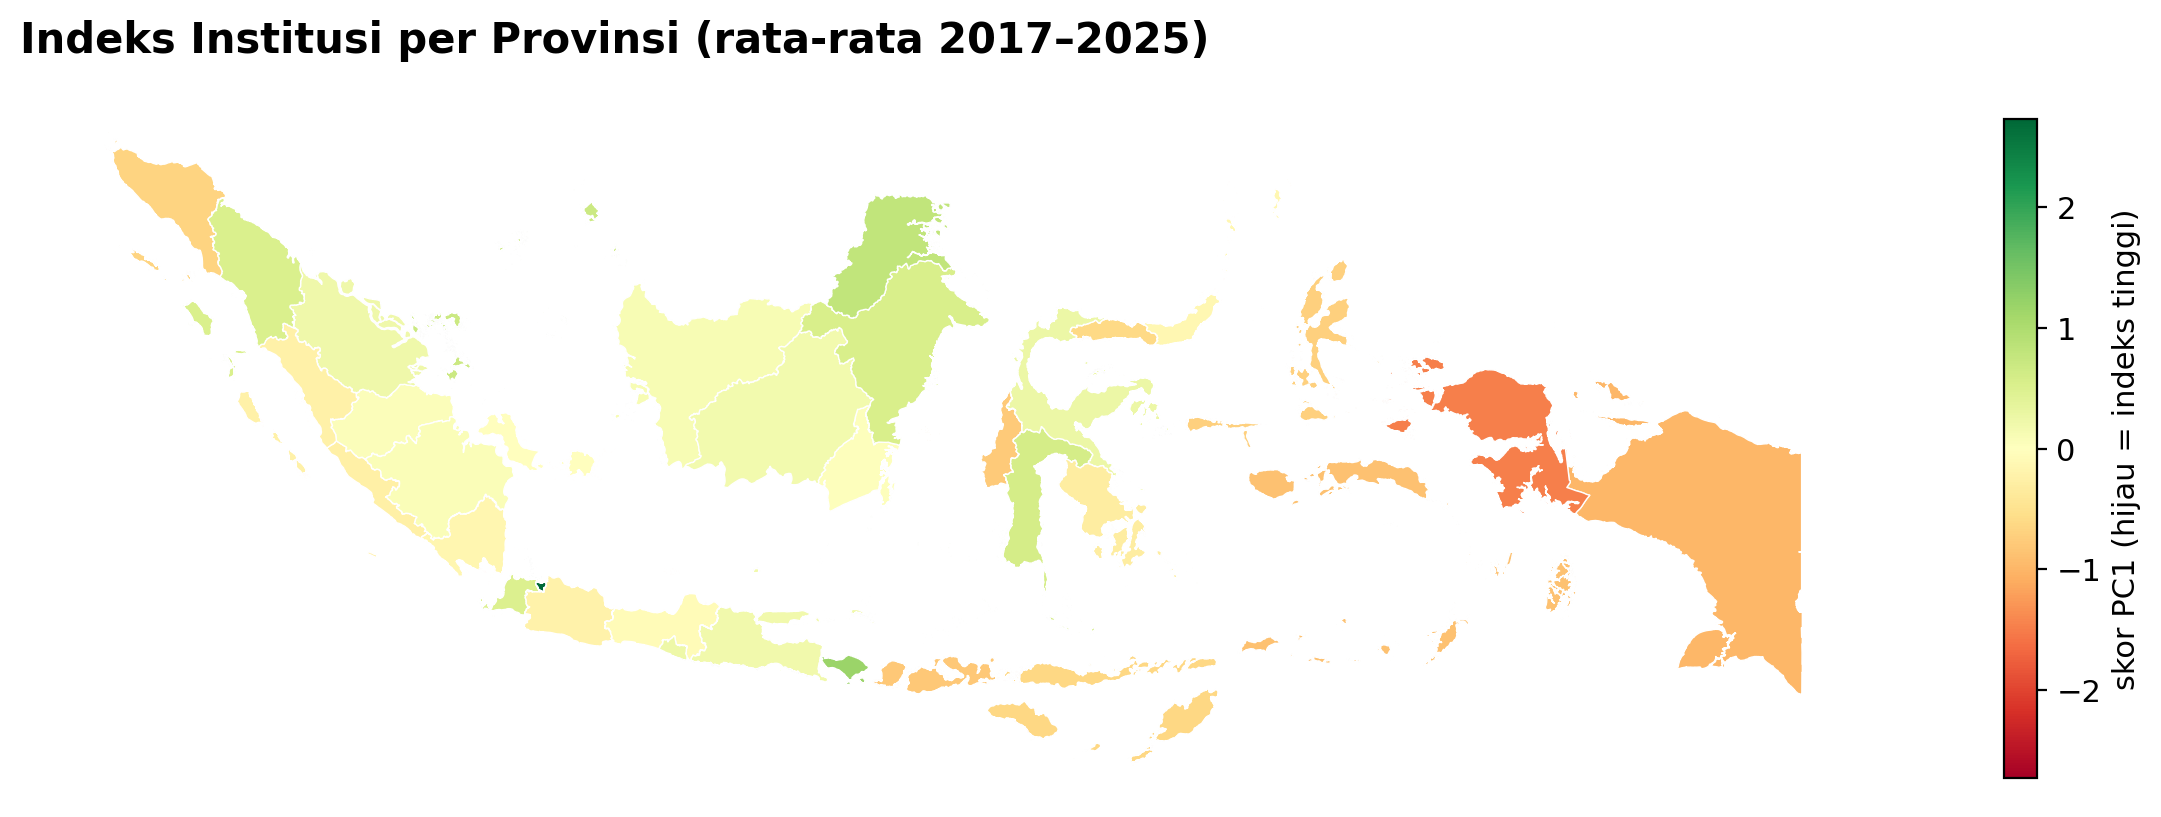 Indeks Institusi per Provinsi (rata-rata 2017–2025)
2
1
0
−1
−2
skor PC1 (hijau = indeks tinggi)